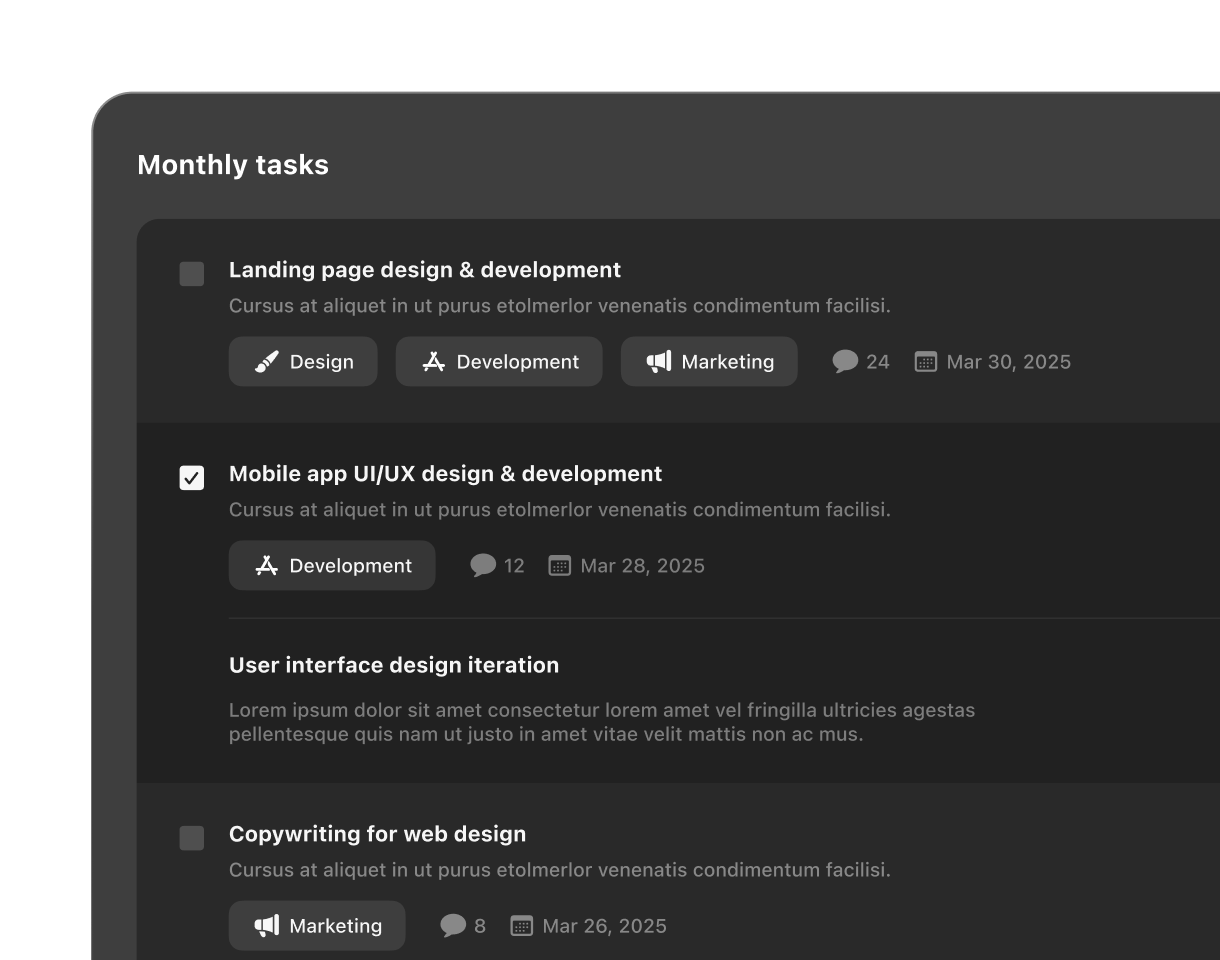 Monthly tasks
Landing page design & development
Cursus at aliquet in ut purus etolmerlor venenatis condimentum facilisi.
Design Development Marketing 24 Mar 30, 2025
Mobile app UI/UX design & development
Cursus at aliquet in ut purus etolmerlor venenatis condimentum facilisi.
Development 12 Mar 28, 2025
User interface design iteration
Lorem ipsum dolor sit amet consectetur lorem amet vel fringilla ultricies agestas
pellentesque quis nam ut justo in amet vitae velit mattis non ac mus.
Copywriting for web design
Cursus at aliquet in ut purus etolmerlor venenatis condimentum facilisi.
Marketing 8 Mar 26, 2025